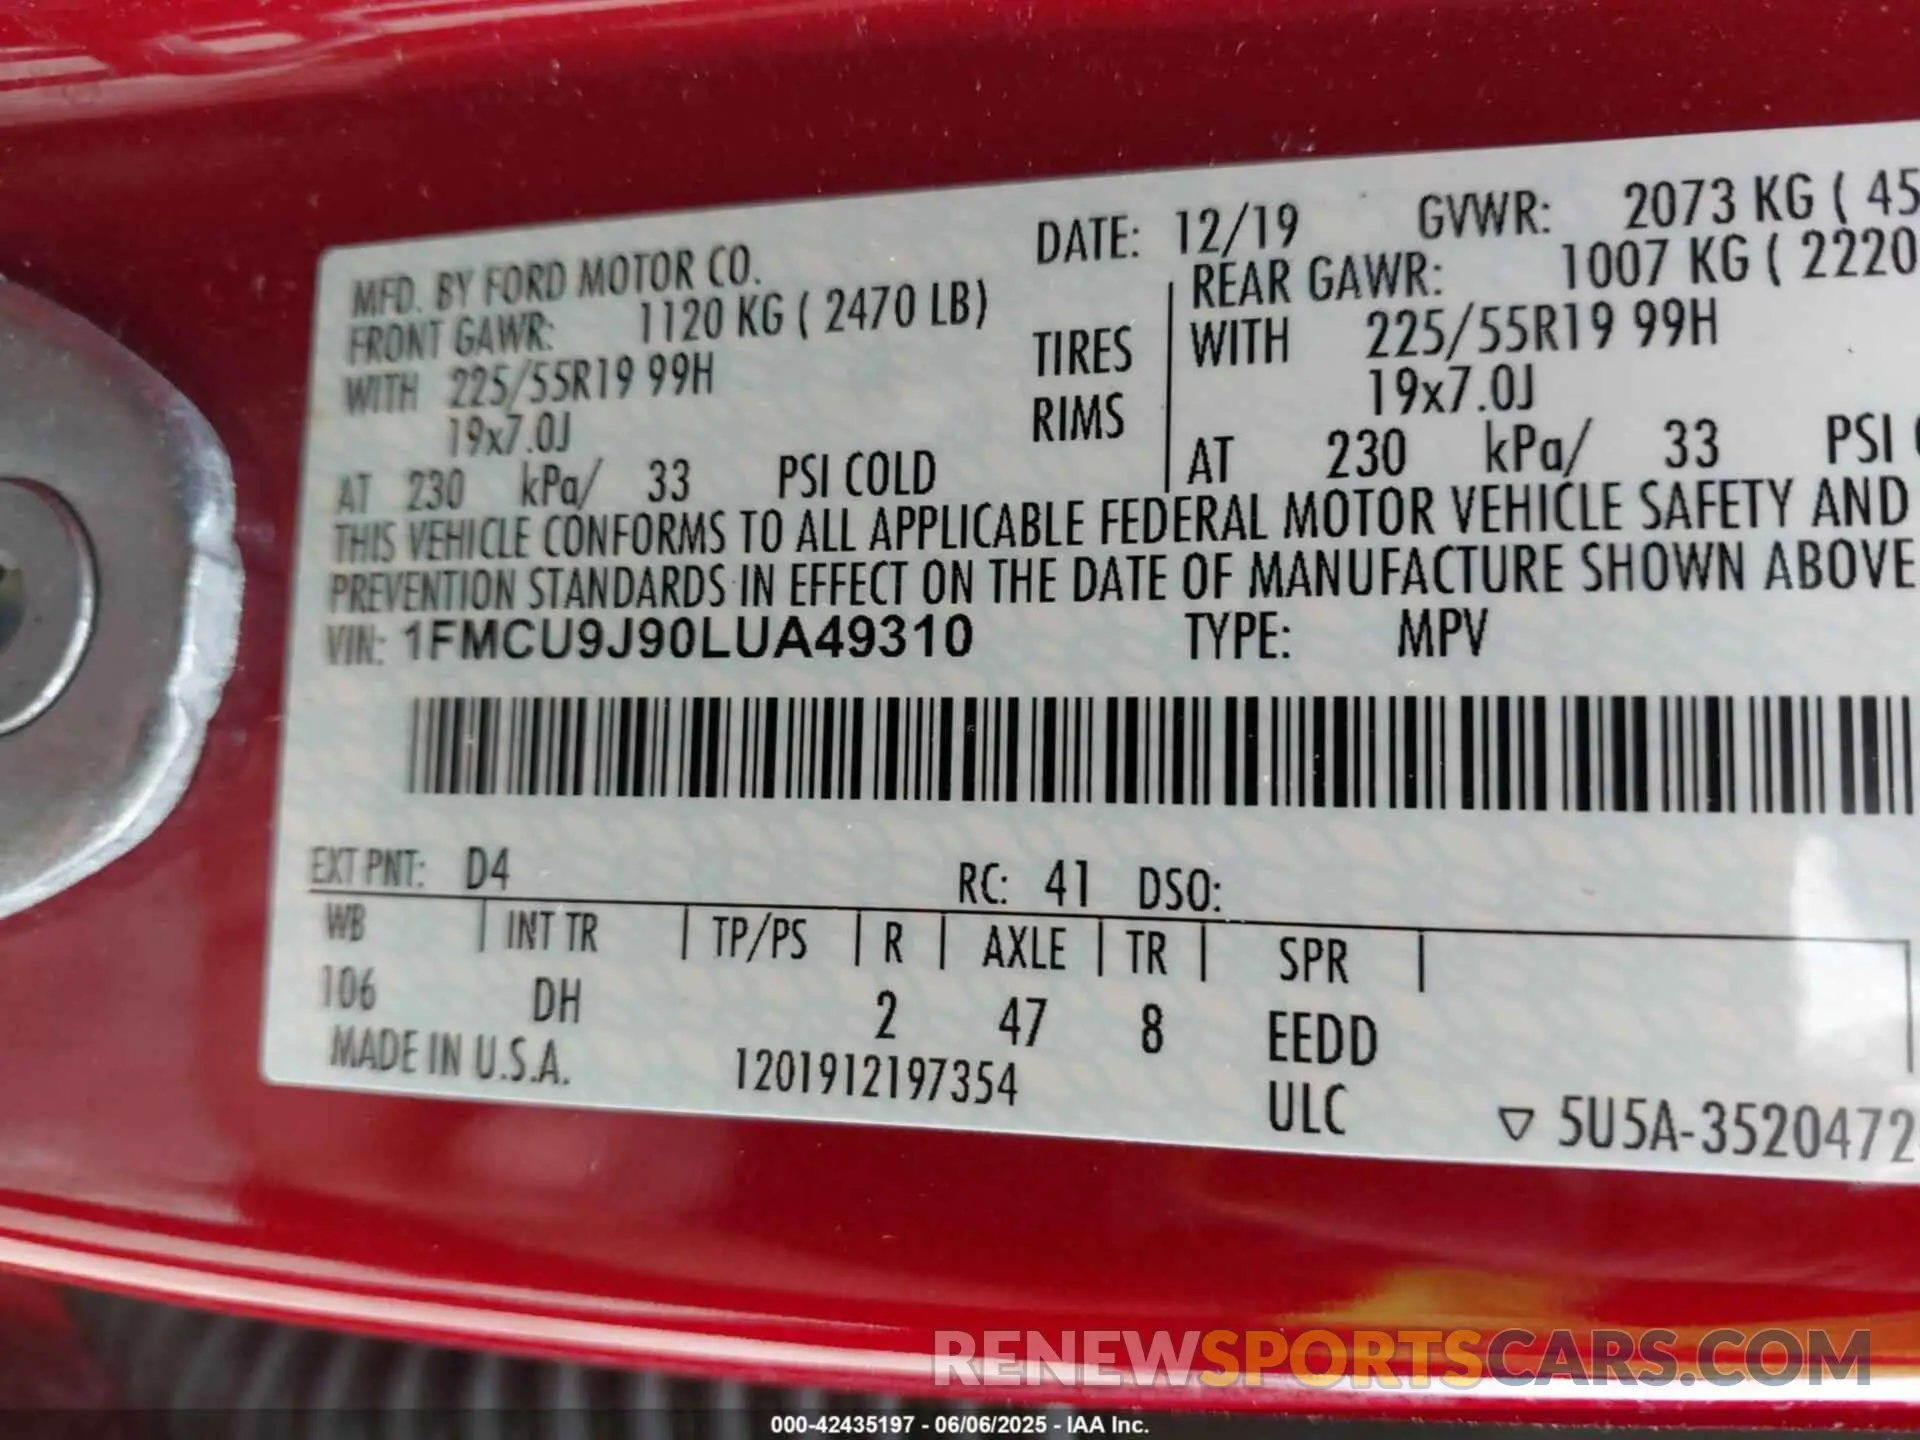 MFD. BY FORD MOTOR CO. DATE: 12/19 GVWR: 2073 KG ( 45
FRONT GAWR: 1120 KG ( 2470 LB) REAR GAWR: 1007 KG ( 2220
WITH 225/55R19 99H TIRES WITH 225/55R19 99H
19x7.0J RIMS 19x7.0J
AT 230 kPa/ 33 PSI COLD AT 230 kPa/ 33 PSI
THIS VEHICLE CONFORMS TO ALL APPLICABLE FEDERAL MOTOR VEHICLE SAFETY AND
PREVENTION STANDARDS IN EFFECT ON THE DATE OF MANUFACTURE SHOWN ABOVE
VIN: 1FMCU9J90LUA49310 TYPE: MPV
EXT PNT: D4 RC: 41 DSO:
WB INT TR TP/PS R AXLE TR SPR
106 DH 2 47 8 EEDD
MADE IN U.S.A. 1201912197354 ULC ▽ 5U5A-3520472
RENEWSPORTSCARS.COM
000-42435197 - 06/06/2025 - IAA Inc.